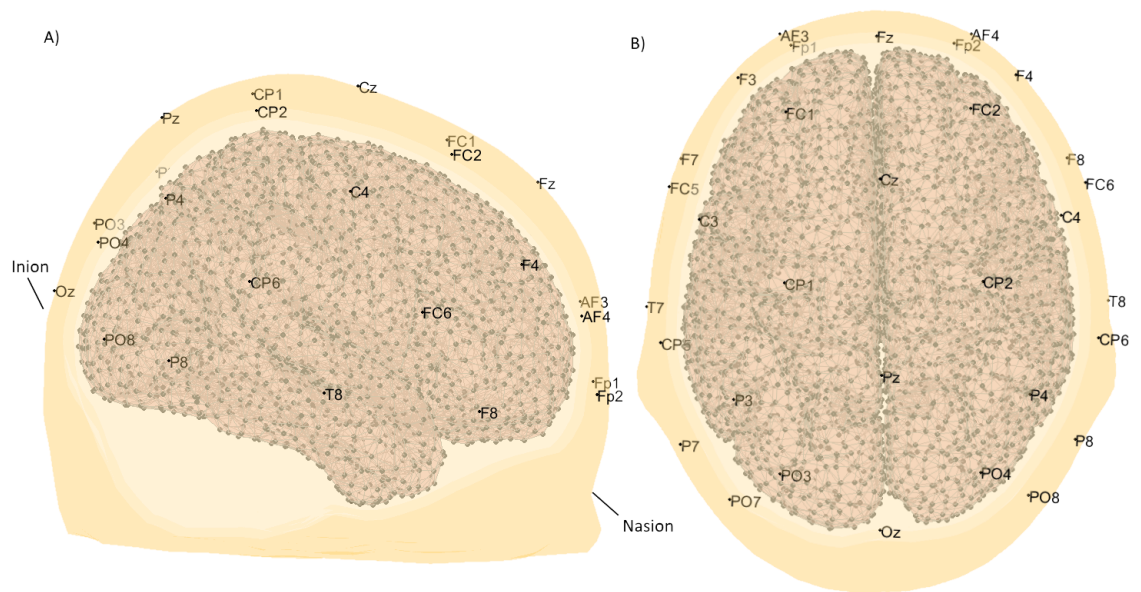 A)
Cz
CP1
CP2
Pz
FC1
FC2
P4
C4
Fz
PO3
PO4
Inion
Oz
CP6
F4
AF3
AF4
FC6
PO8
P8
T8
F8
Fp1
Fp2
Nasion
B)
AF3
Fp1
Fz
AF4
Fp2
F3
F4
FC1
FC2
F7
F8
FC5
Cz
FC6
C3
C4
CP1
CP2
T7
T8
CP5
CP6
Pz
P3
P4
P7
P8
PO3
PO4
PO7
PO8
Oz